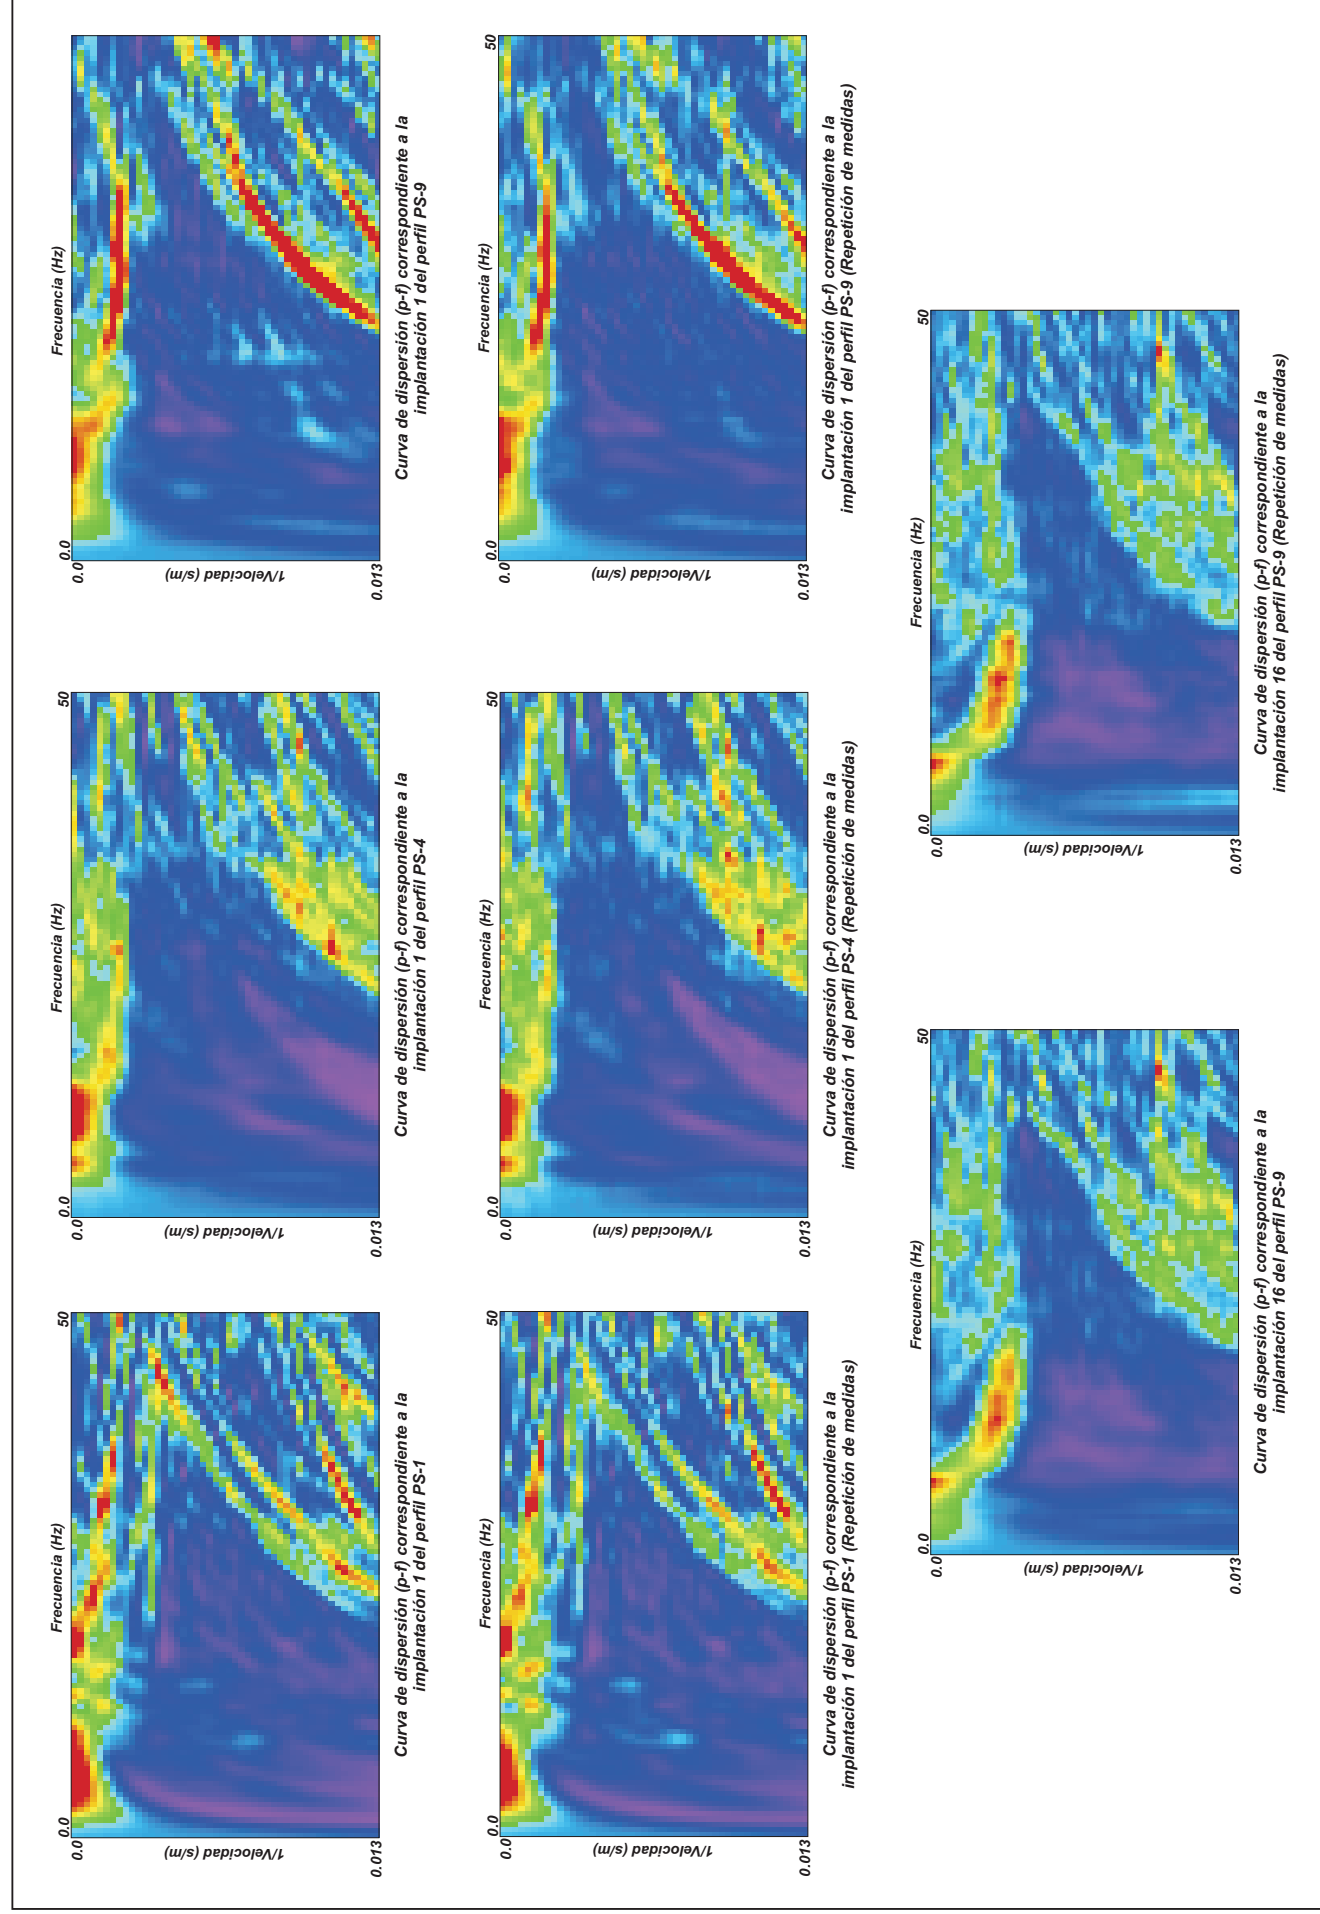 Frecuencia (Hz)
0.0
50
0.0
1/Velocidad (s/m)
0.013
Curva de dispersión (p-f) correspondiente a la
implantación 1 del perfil PS-1
Frecuencia (Hz)
0.0
50
0.0
1/Velocidad (s/m)
0.013
Curva de dispersión (p-f) correspondiente a la
implantación 1 del perfil PS-4
Frecuencia (Hz)
0.0
0.0
1/Velocidad (s/m)
0.013
Curva de dispersión (p-f) correspondiente a la
implantación 1 del perfil PS-9
Frecuencia (Hz)
0.0
50
0.0
1/Velocidad (s/m)
0.013
Curva de dispersión (p-f) correspondiente a la
implantación 1 del perfil PS-1 (Repetición de medidas)
Frecuencia (Hz)
0.0
50
0.0
1/Velocidad (s/m)
0.013
Curva de dispersión (p-f) correspondiente a la
implantación 1 del perfil PS-4 (Repetición de medidas)
Frecuencia (Hz)
0.0
50
0.0
1/Velocidad (s/m)
0.013
Curva de dispersión (p-f) correspondiente a la
implantación 1 del perfil PS-9 (Repetición de medidas)
Frecuencia (Hz)
0.0
50
0.0
1/Velocidad (s/m)
0.013
Curva de dispersión (p-f) correspondiente a la
implantación 16 del perfil PS-9
Frecuencia (Hz)
0.0
50
0.0
1/Velocidad (s/m)
0.013
Curva de dispersión (p-f) correspondiente a la
implantación 16 del perfil PS-9 (Repetición de medidas)